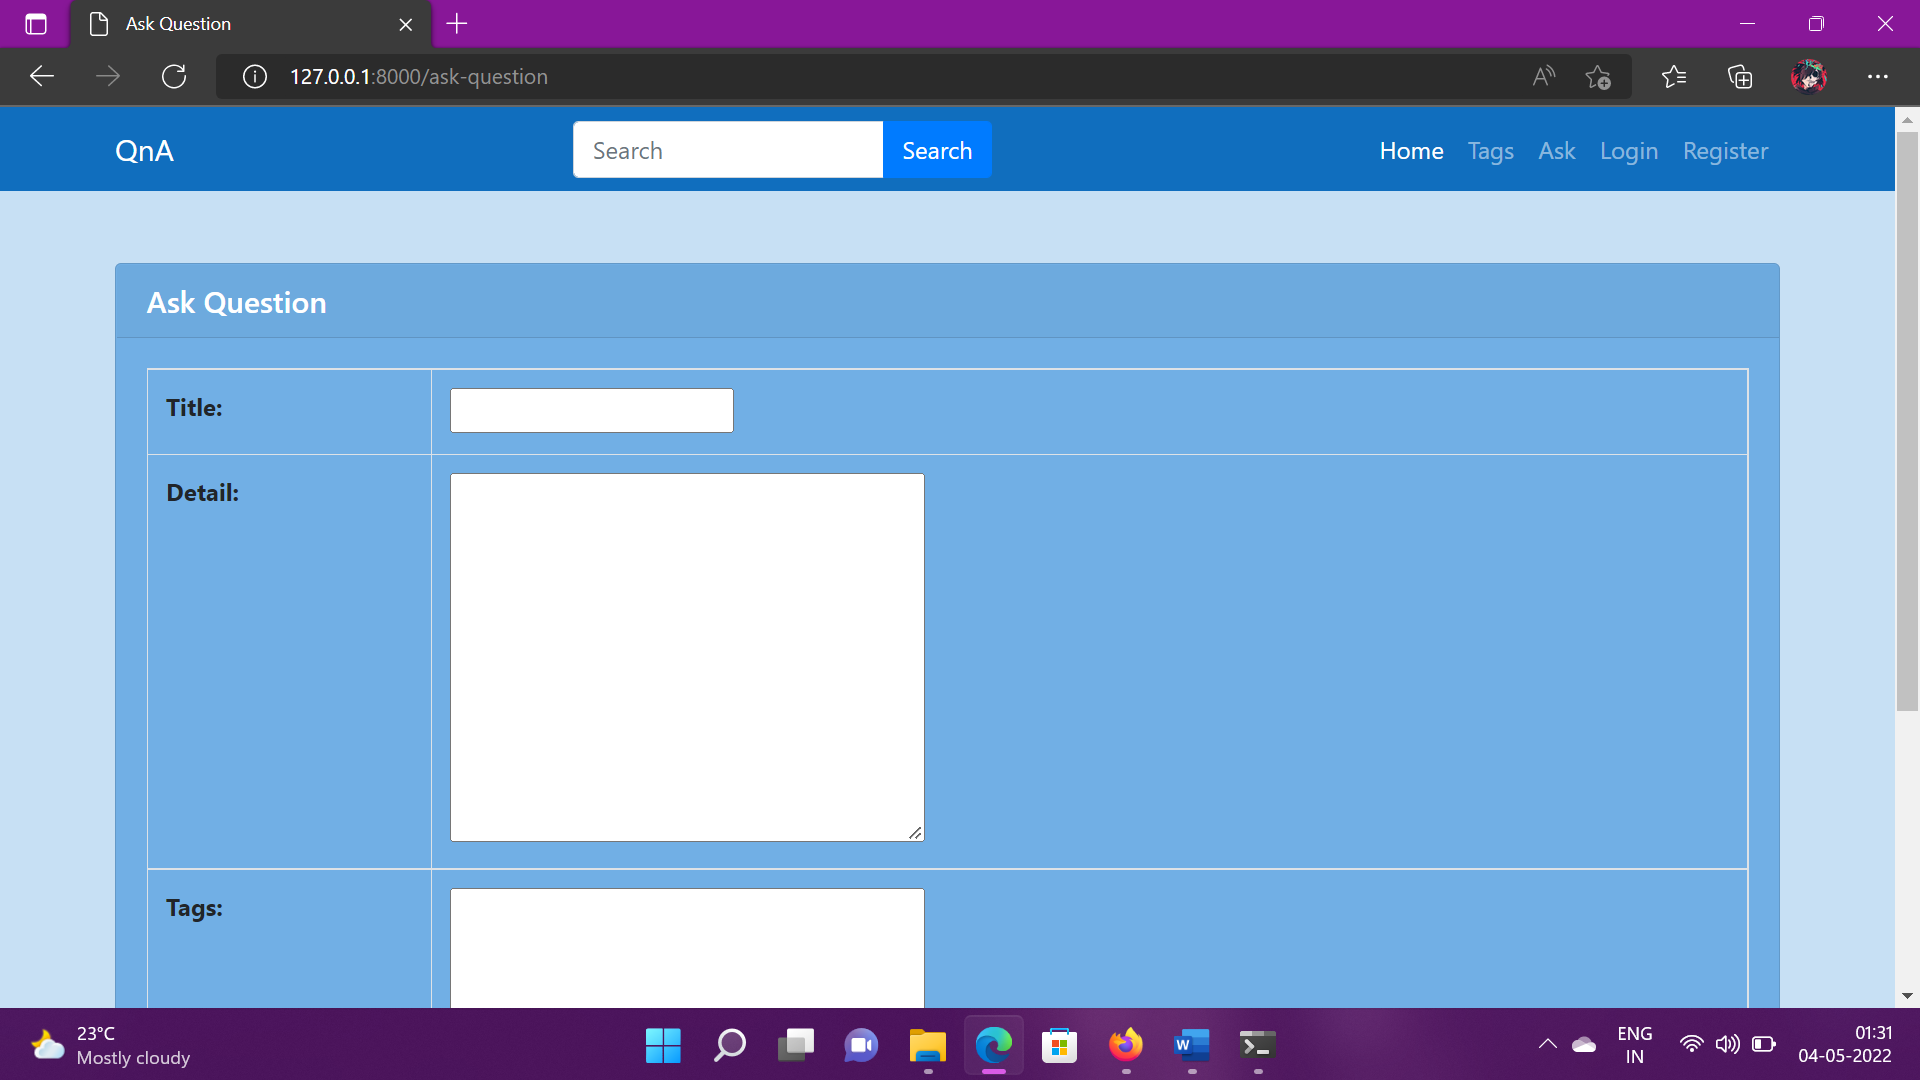 Ask Question
127.0.0.1:8000/ask-question
QnA
Search
Search
Home
Tags
Ask
Login
Register
Ask Question
Title:
Detail:
Tags:
23°C
Mostly cloudy
ENG
IN
01:31
04-05-2022